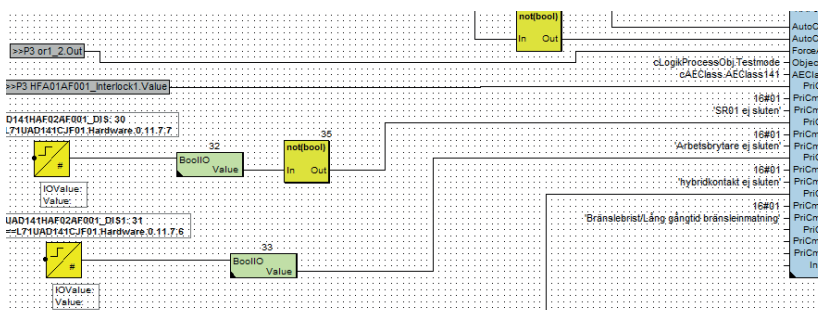 not(bool)
In Out
AutoC
AutoC
>>P3 or1_2.Out
ForceA
cLogikProcessObj.Testmode
Objec
cAEClass.AEClass141
AECla
>>P3 HFA01AF001_Interlock1.Value
PriC
16#01
PriCm
'SR01 ej sluten'
PriCm
D141HAF02AF001_DIS: 30
L71UAD141CJF01.Hardware.0.11.7.7
PriC
35
16#01
PriCm
32
not(bool)
'Arbetsbrytare ej sluten'
PriCm
BoolIO
Value
In Out
PriC
#
16#01
PriCm
'hybridkontakt ej sluten'
PriCm
IOValue:
Value:
PriC
16#01
PriCm
UAD141HAF02AF001_DIS1: 31
==L71UAD141CJF01.Hardware.0.11.7.6
'Bränslebrist/Lång gångtid bränsleinmatning'
PriCm
PriC
33
PriCm
BoolIO
Value
PriCm
#
In
IOValue:
Value: